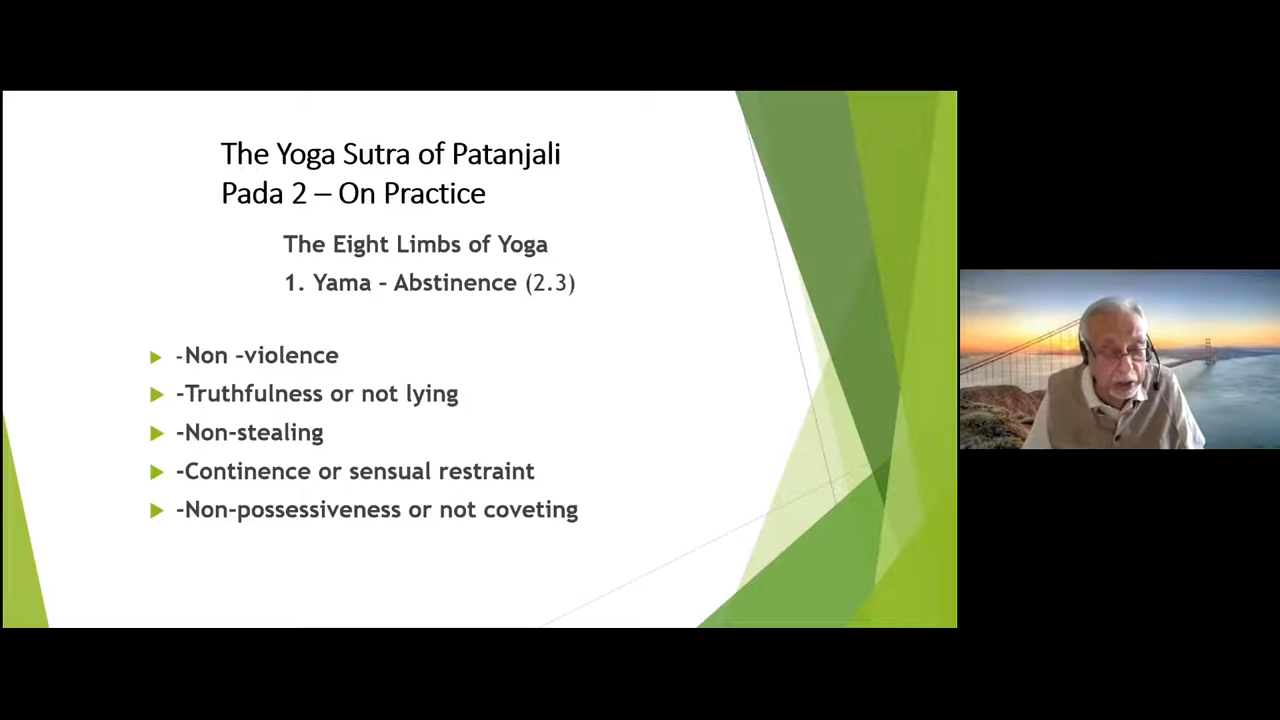 The Yoga Sutra of Patanjali
Pada 2 – On Practice
The Eight Limbs of Yoga
1. Yama - Abstinence (2.3)
-Non -violence
-Truthfulness or not lying
-Non-stealing
-Continence or sensual restraint
-Non-possessiveness or not coveting